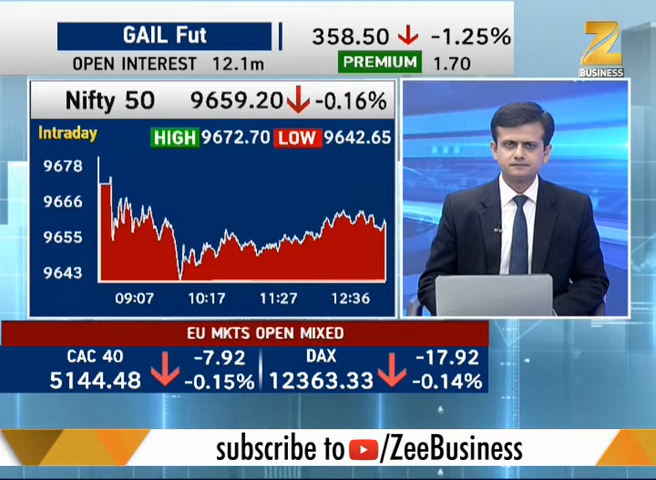 GAIL Fut
358.50 -1.25%
OPEN INTEREST 12.1m
PREMIUM 1.70
Z
BUSINESS
Nifty 50 9659.20 -0.16%
Intraday
HIGH 9672.70 LOW 9642.65
9678
9666
9655
9643
09:07 10:17 11:27 12:36
EU MKTS OPEN MIXED
CAC 40 -7.92
5144.48 -0.15%
DAX -17.92
12363.33 -0.14%
subscribe to /ZeeBusiness